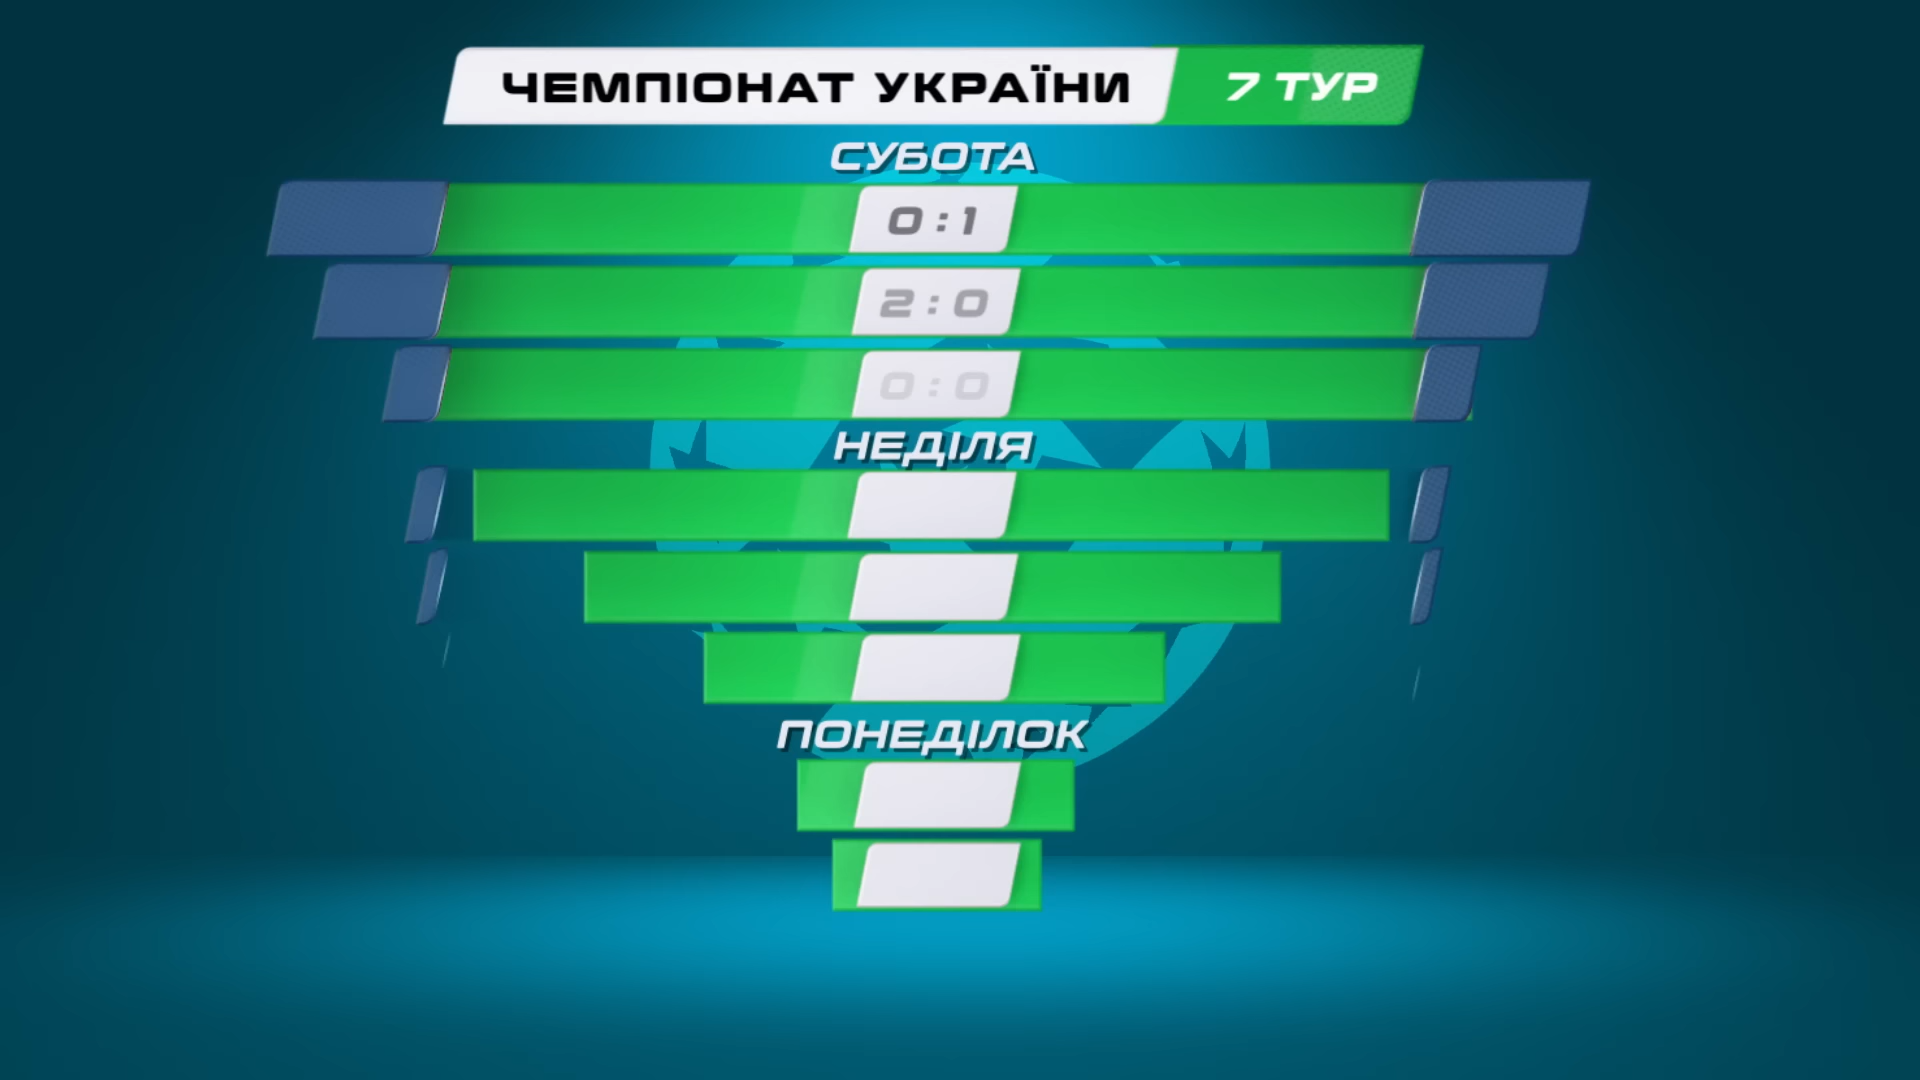 ЧЕМПІОНАТ УКРАЇНИ 7 ТУР
СУБОТА
0 : 1
2 : 0
0 : 0
НЕДІЛЯ
ПОНЕДІЛОК